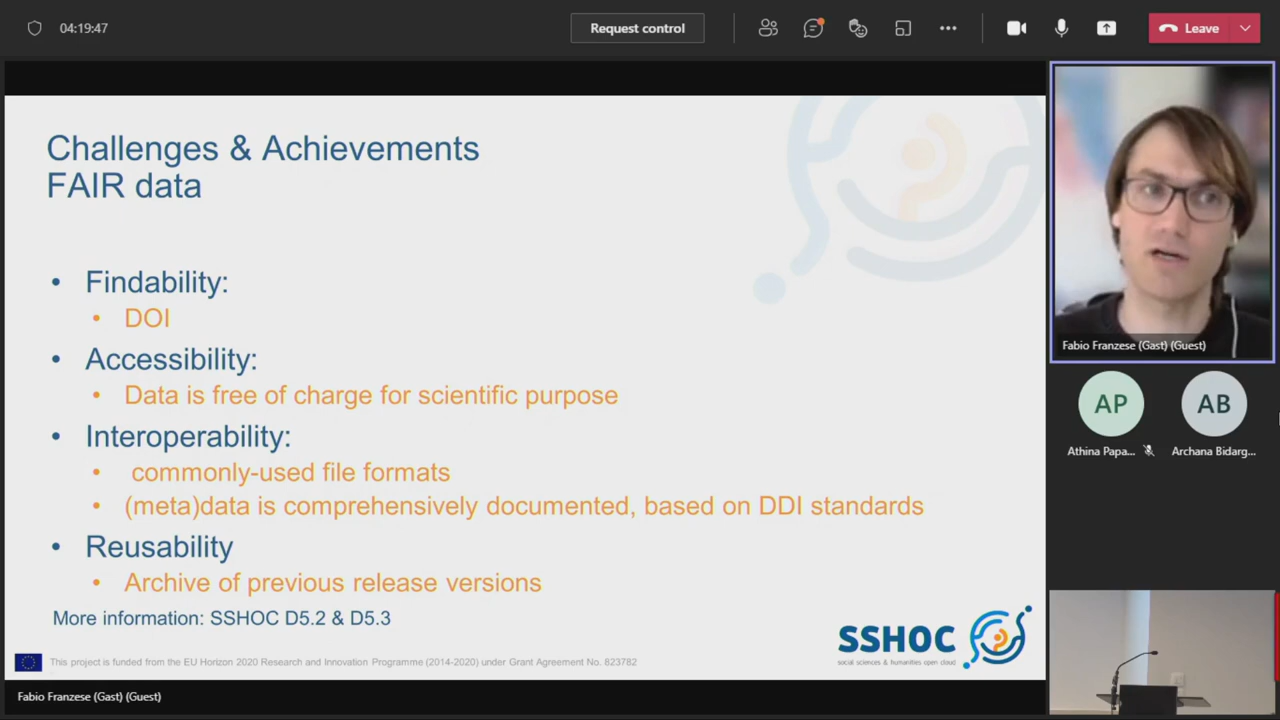 04:19:47
Request control
Leave
Challenges & Achievements
FAIR data
• Findability:
• DOI
• Accessibility:
• Data is free of charge for scientific purpose
• Interoperability:
• commonly-used file formats
• (meta)data is comprehensively documented, based on DDI standards
• Reusability
• Archive of previous release versions
More information: SSHOC D5.2 & D5.3
SSHOC
social sciences & humanities open cloud
This project is funded from the EU Horizon 2020 Research and Innovation Programme (2014-2020) under Grant Agreement No. 823782
Fabio Franzese (Gast) (Guest)
Fabio Franzese (Gast) (Guest)
AP
AB
Athina Papa...
Archana Bidarg...